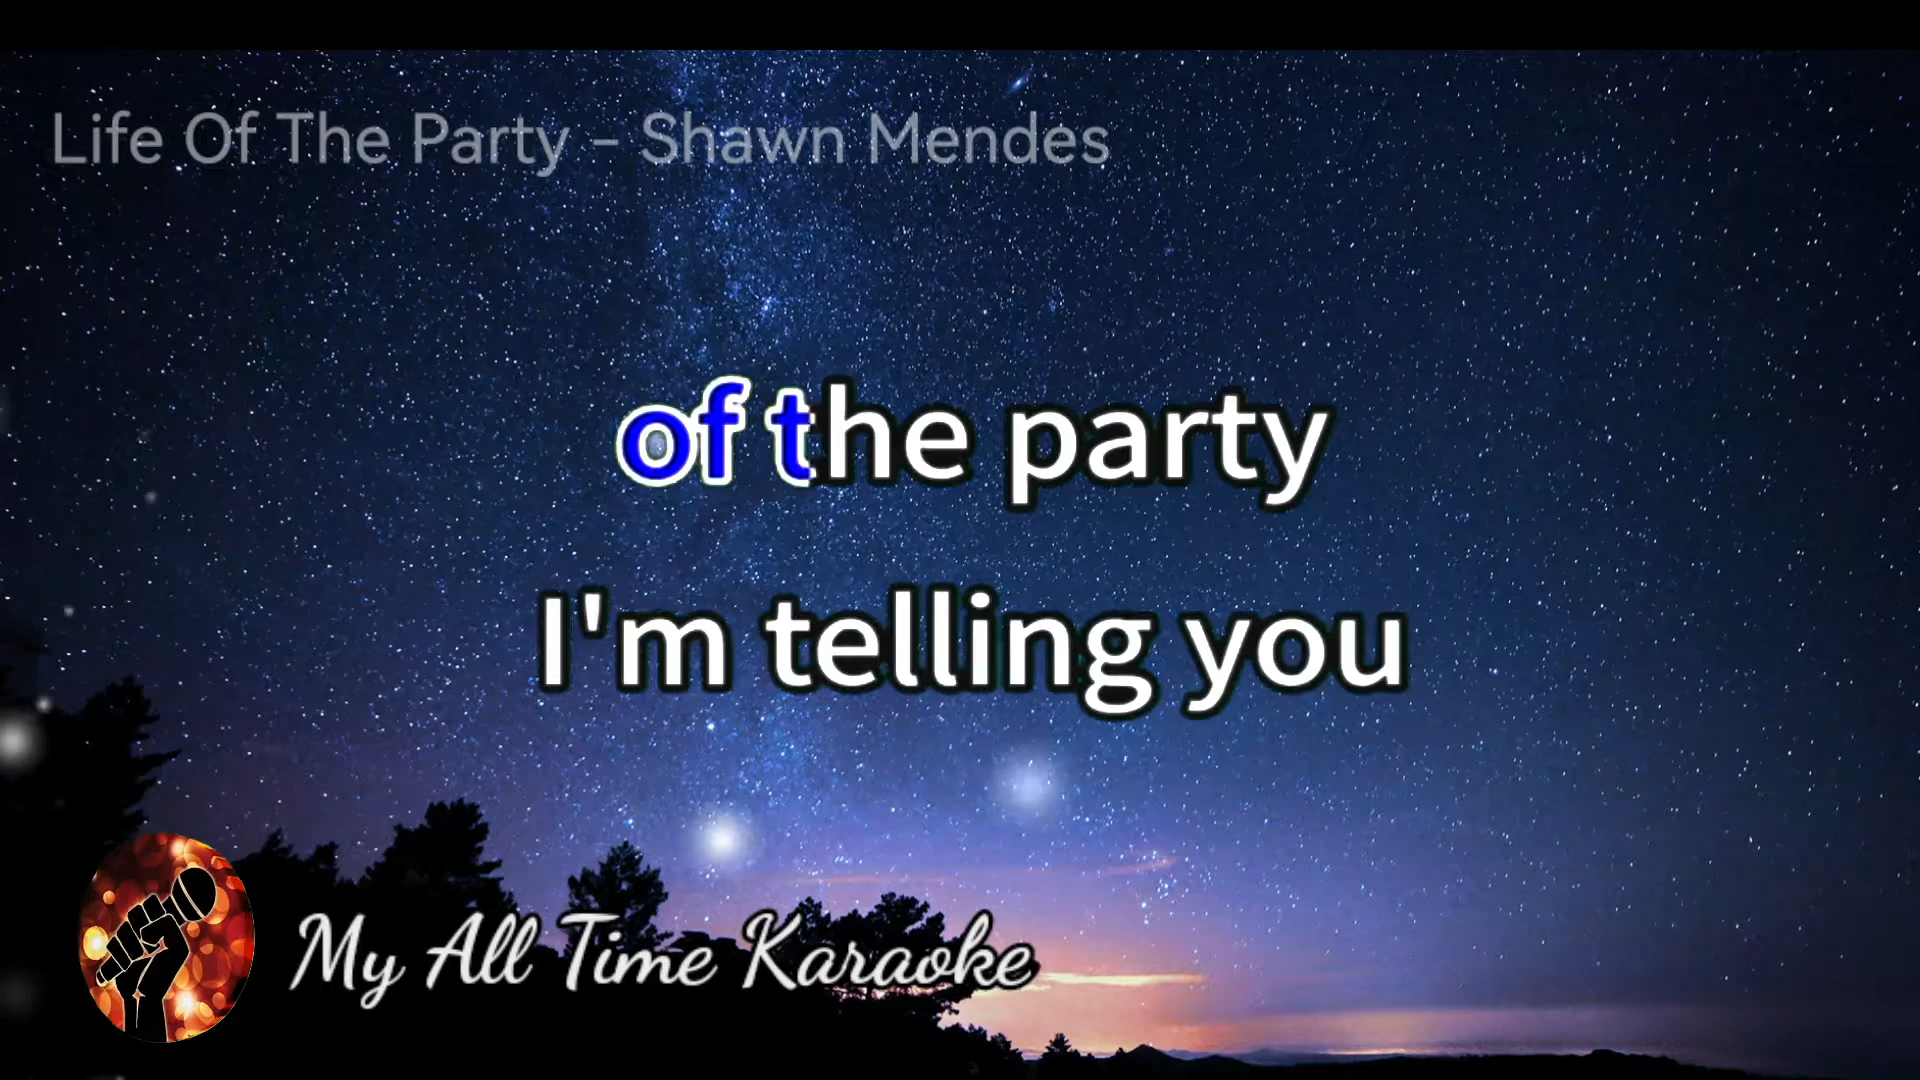 Life Of The Party - Shawn Mendes
of the party
I'm telling you
My All Time Karaoke